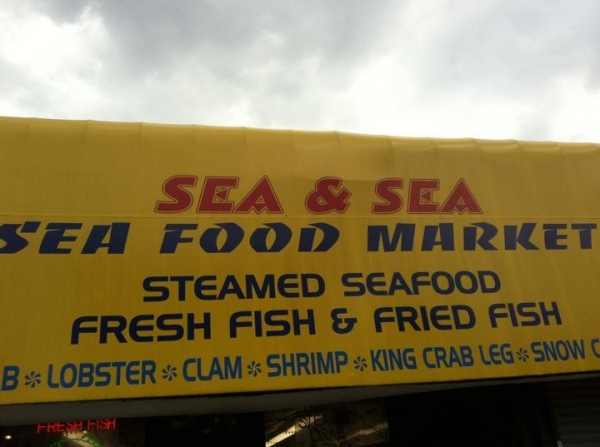 SEA & SEA
SEA FOOD MARKET
STEAMED SEAFOOD
FRESH FISH & FRIED FISH
B * LOBSTER * CLAM * SHRIMP * KING CRAB LEG * SNOW C
FRESH FISH